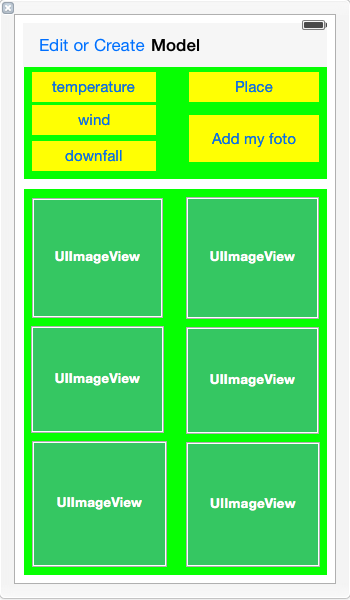 Edit or Create Model
temperature
Place
wind
Add my foto
downfall
UIImageView
UIImageView
UIImageView
UIImageView
UIImageView
UIImageView